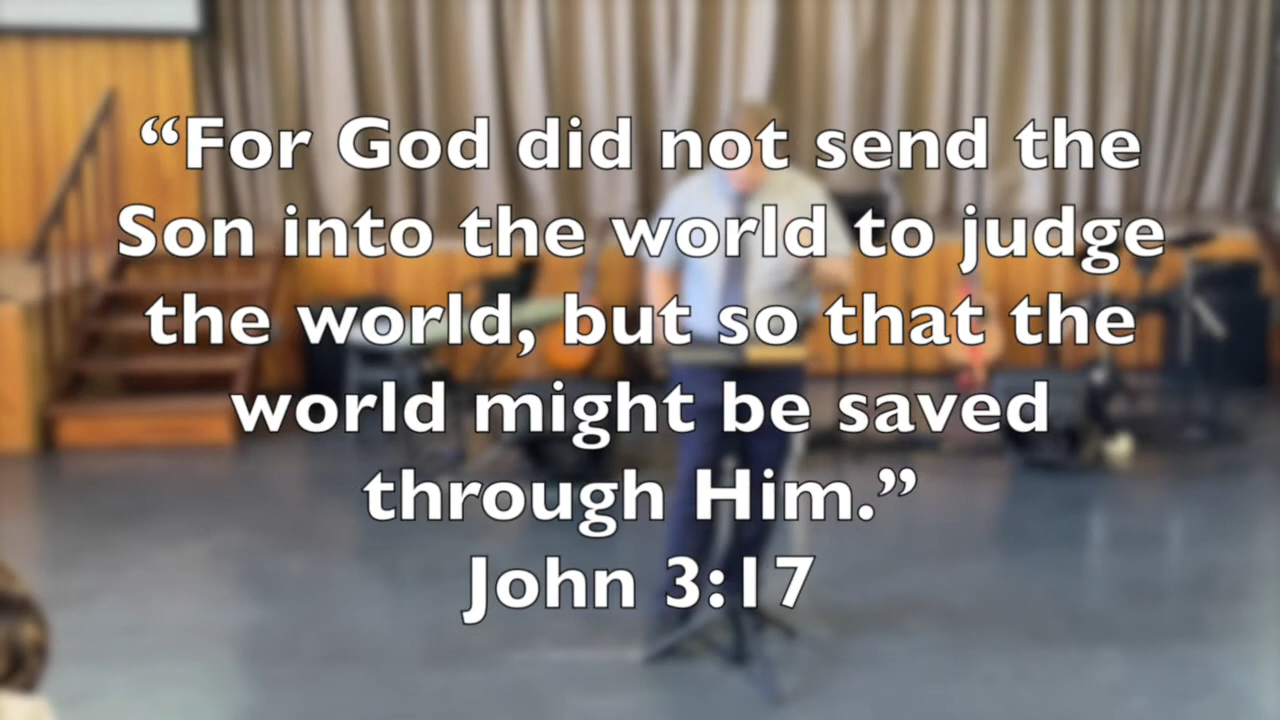 “For God did not send the
Son into the world to judge
the world, but so that the
world might be saved
through Him.”
John 3:17